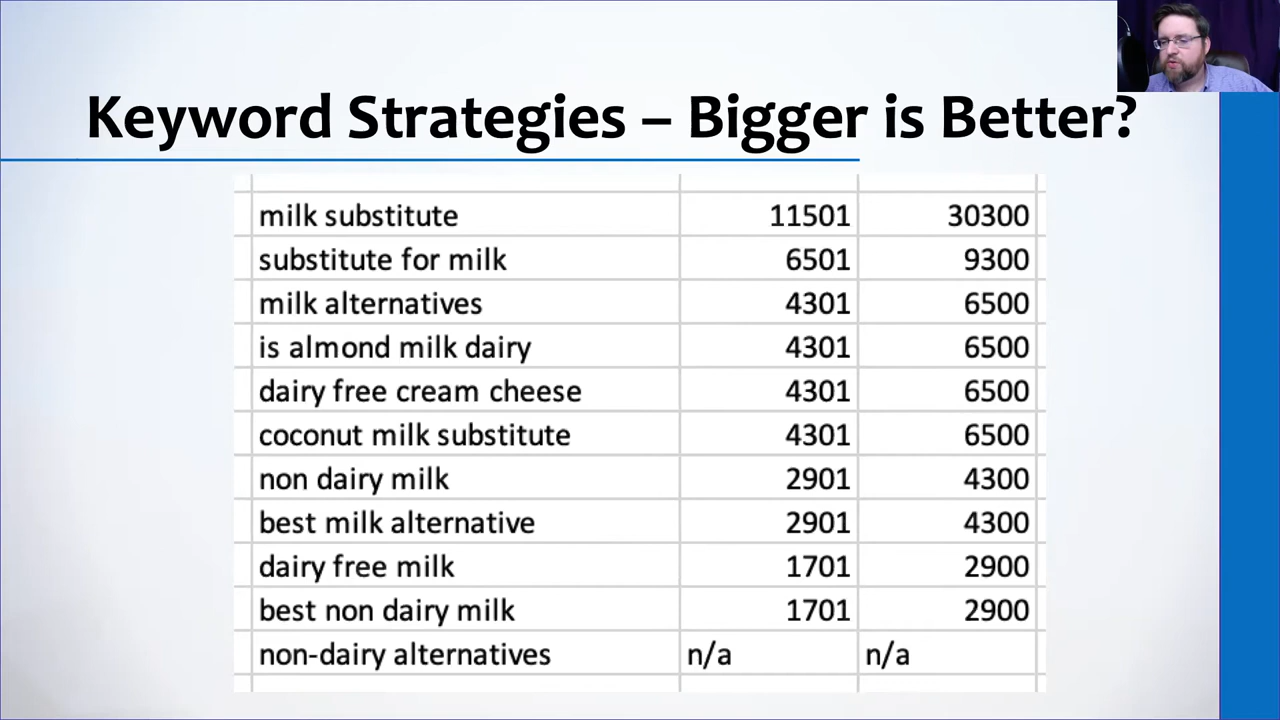 Keyword Strategies – Bigger is Better?
milk substitute 11501 30300
substitute for milk 6501 9300
milk alternatives 4301 6500
is almond milk dairy 4301 6500
dairy free cream cheese 4301 6500
coconut milk substitute 4301 6500
non dairy milk 2901 4300
best milk alternative 2901 4300
dairy free milk 1701 2900
best non dairy milk 1701 2900
non-dairy alternatives n/a n/a